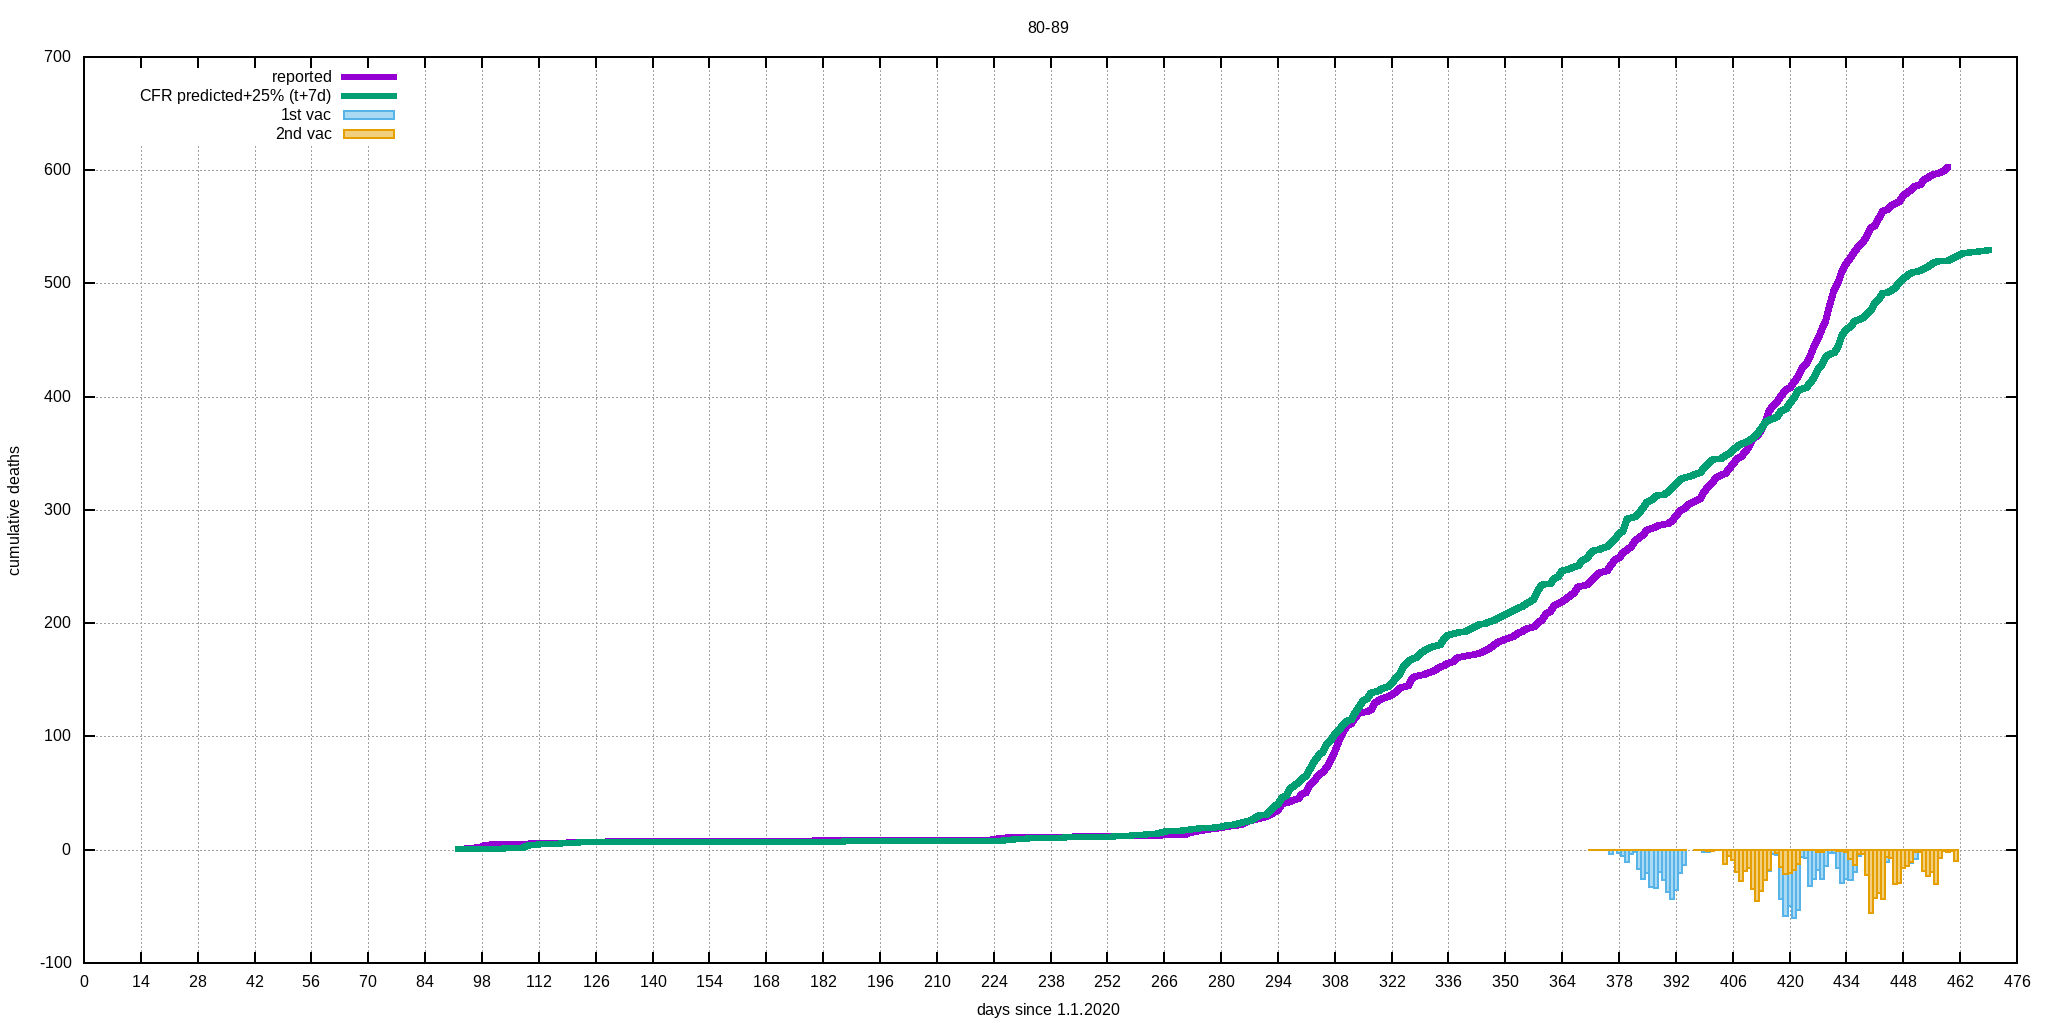 80-89
700
600
500
400
300
200
100
0
-100
cumulative deaths
reported
CFR predicted+25% (t+7d)
1st vac
2nd vac
0 14 28 42 56 70 84 98 112 126 140 154 168 182 196 210 224 238 252 266 280 294 308 322 336 350 364 378 392 406 420 434 448 462 476
days since 1.1.2020